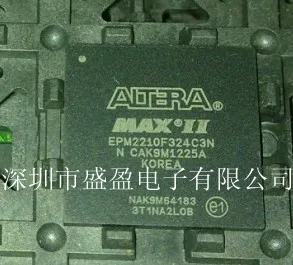 ALTERA®
MAX® II
EPM2210F324C3N
N CAK9M1225A
KOREA
深圳市盛盈电子有限公司
NAK9M64183
3T1NA2L0B
e1